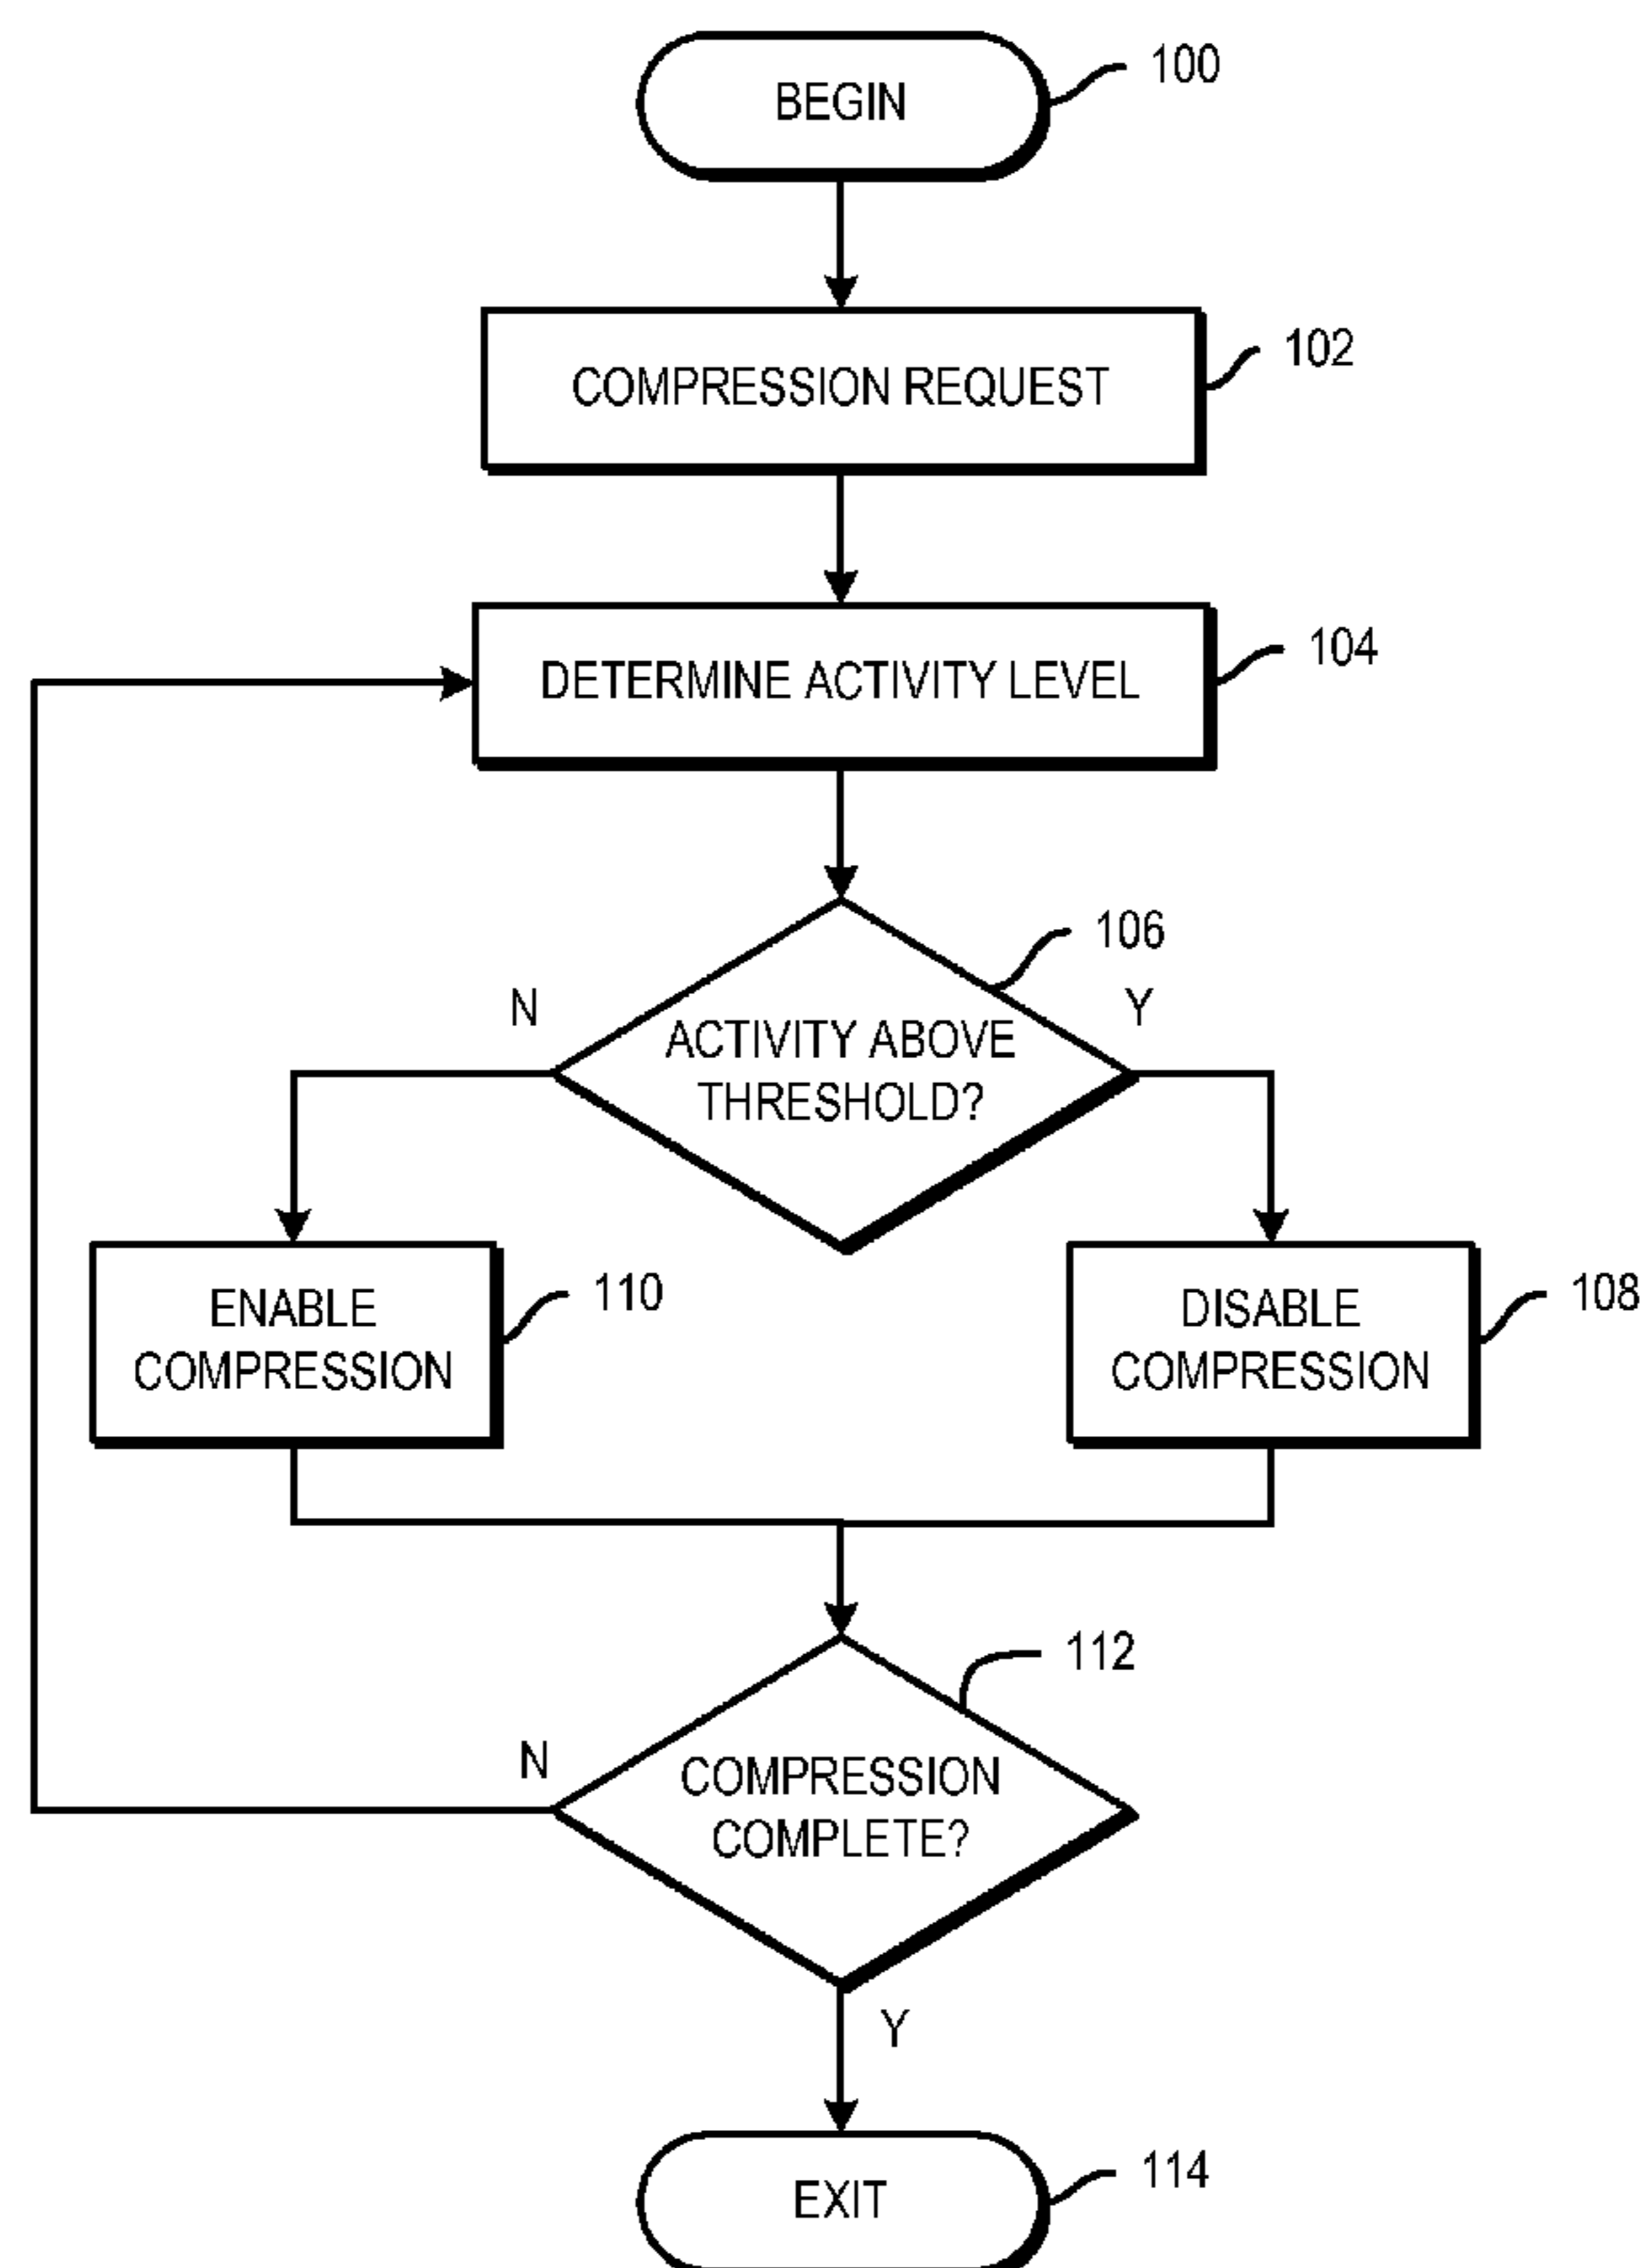 BEGIN
100
COMPRESSION REQUEST
102
DETERMINE ACTIVITY LEVEL
104
106
N
Y
ACTIVITY ABOVE
THRESHOLD?
ENABLE
COMPRESSION
110
DISABLE
COMPRESSION
108
112
N
COMPRESSION
COMPLETE?
Y
EXIT
114